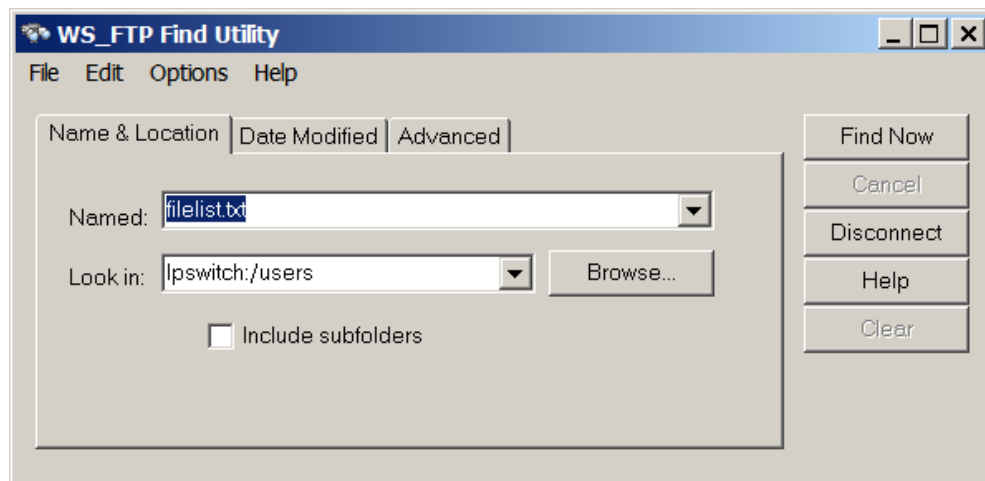 WS_FTP Find Utility
File Edit Options Help
Name & Location Date Modified Advanced
Find Now
Cancel
Named: filelist.txt
Disconnect
Look in: Ipswitch:/users Browse...
Help
Include subfolders
Clear